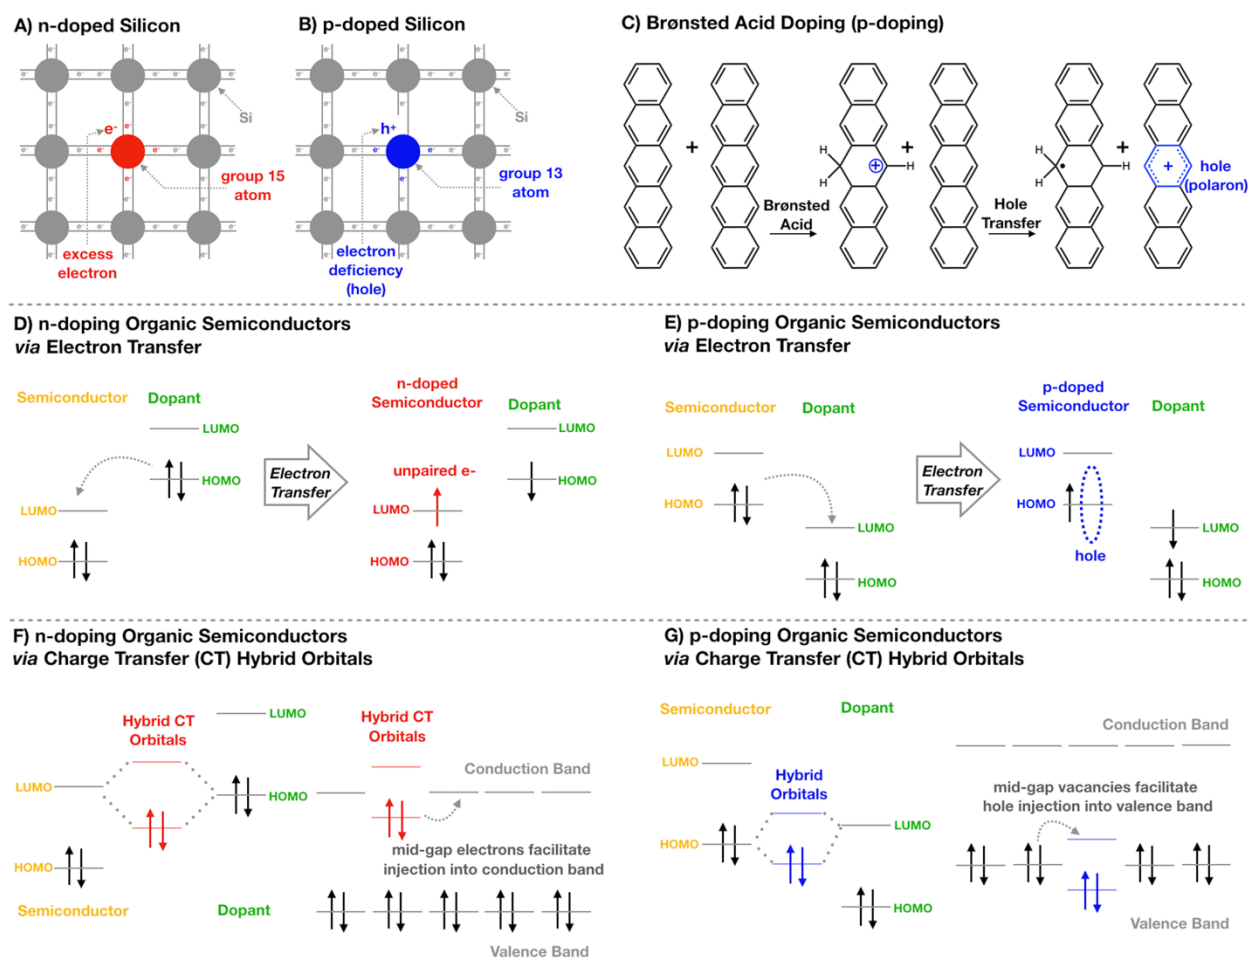 A) n-doped Silicon
e-
Si
e-
group 15
atom
excess
electron
B) p-doped Silicon
e-
Si
h+
group 13
atom
electron
deficiency
(hole)
C) Brønsted Acid Doping (p-doping)
+
Brønsted
Acid
H
H
+
H
+
Hole
Transfer
H
H
H
+
+
hole
(polaron)
D) n-doping Organic Semiconductors
via Electron Transfer
Semiconductor
Dopant
LUMO
HOMO
LUMO
HOMO
Electron
Transfer
n-doped
Semiconductor
Dopant
LUMO
unpaired e-
HOMO
LUMO
HOMO
E) p-doping Organic Semiconductors
via Electron Transfer
Semiconductor
Dopant
LUMO
HOMO
LUMO
HOMO
Electron
Transfer
p-doped
Semiconductor
Dopant
LUMO
HOMO
LUMO
hole
HOMO
F) n-doping Organic Semiconductors
via Charge Transfer (CT) Hybrid Orbitals
Hybrid CT
Orbitals
LUMO
LUMO
HOMO
HOMO
Semiconductor
Dopant
Hybrid CT
Orbitals
Conduction Band
mid-gap electrons facilitate
injection into conduction band
Valence Band
G) p-doping Organic Semiconductors
via Charge Transfer (CT) Hybrid Orbitals
Semiconductor
Dopant
LUMO
Hybrid
Orbitals
LUMO
HOMO
HOMO
Conduction Band
mid-gap vacancies facilitate
hole injection into valence band
Valence Band